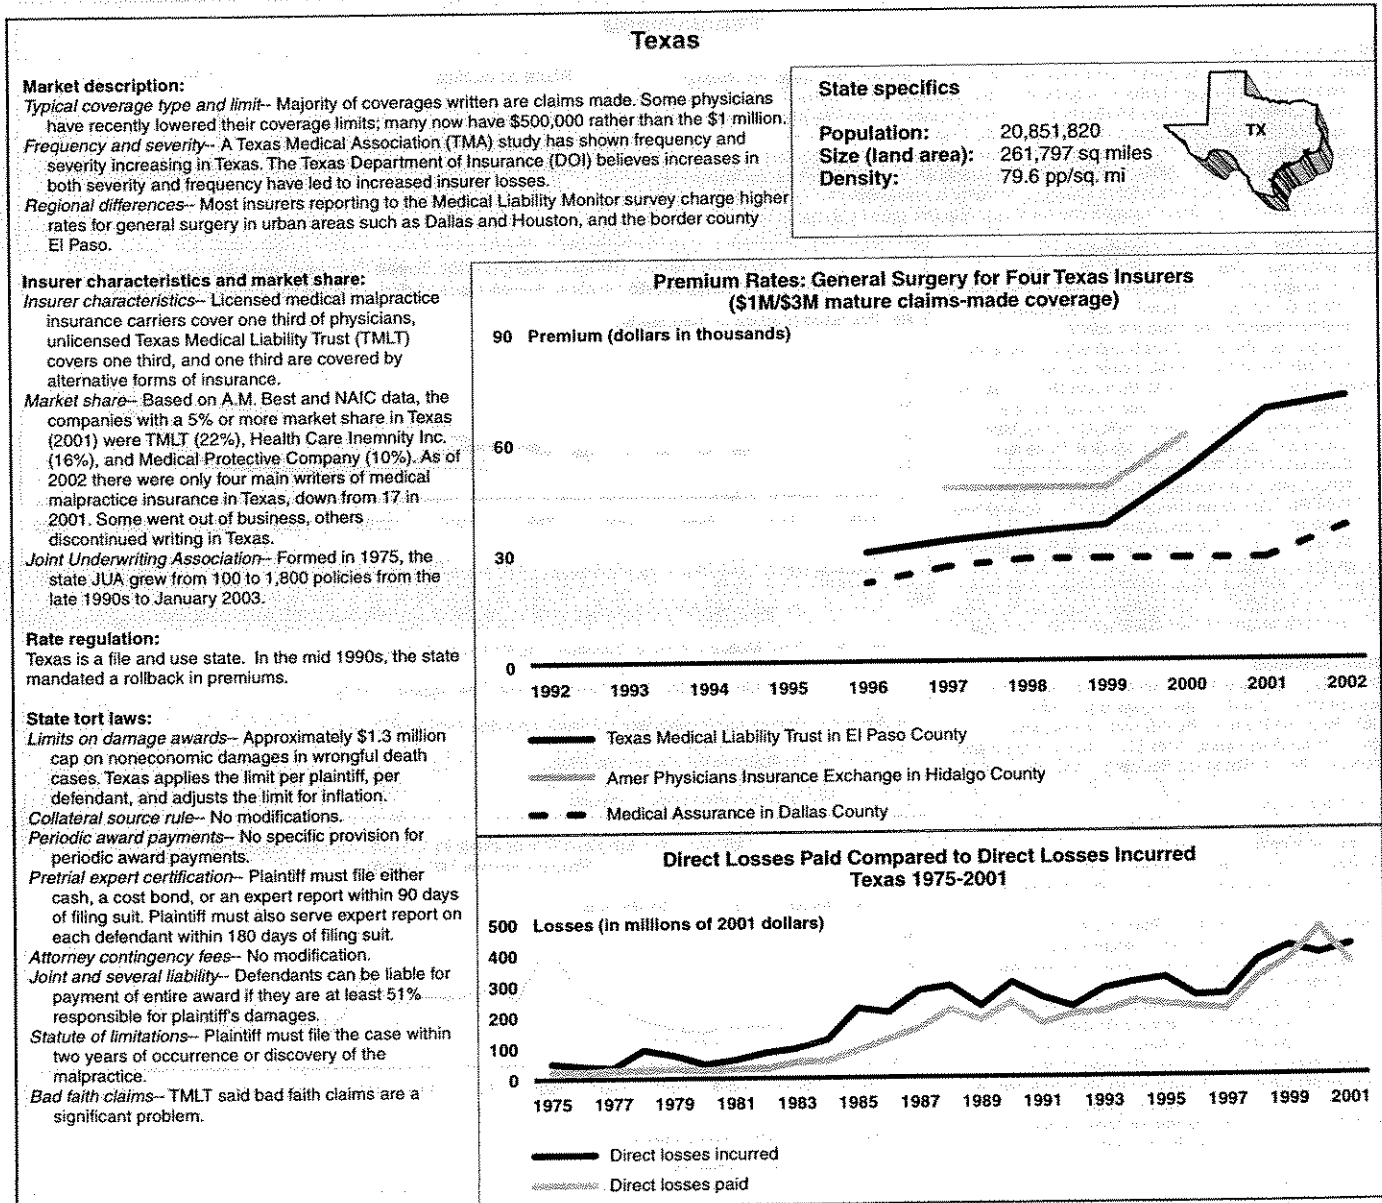 Texas
Market description:
Typical coverage type and limit-- Majority of coverages written are claims made. Some physicians
have recently lowered their coverage limits; many now have $500,000 rather than the $1 million.
Frequency and severity-- A Texas Medical Association (TMA) study has shown frequency and
severity increasing in Texas. The Texas Department of Insurance (DOI) believes increases in
both severity and frequency have led to increased insurer losses.
Regional differences-- Most insurers reporting to the Medical Liability Monitor survey charge higher
rates for general surgery in urban areas such as Dallas and Houston, and the border county
El Paso.
State specifics
Population: 20,851,820
Size (land area): 261,797 sq miles
Density: 79.6 pp/sq. mi
TX
Insurer characteristics and market share:
Insurer characteristics-- Licensed medical malpractice
insurance carriers cover one third of physicians,
unlicensed Texas Medical Liability Trust (TMLT)
covers one third, and one third are covered by
alternative forms of insurance.
Market share-- Based on A.M. Best and NAIC data, the
companies with a 5% or more market share in Texas
(2001) were TMLT (22%), Health Care Inemnity Inc.
(16%), and Medical Protective Company (10%). As of
2002 there were only four main writers of medical
malpractice insurance in Texas, down from 17 in
2001. Some went out of business, others
discontinued writing in Texas.
Joint Underwriting Association-- Formed in 1975, the
state JUA grew from 100 to 1,800 policies from the
late 1990s to January 2003.
Rate regulation:
Texas is a file and use state. In the mid 1990s, the state
mandated a rollback in premiums.
State tort laws:
Limits on damage awards-- Approximately $1.3 million
cap on noneconomic damages in wrongful death
cases. Texas applies the limit per plaintiff, per
defendant, and adjusts the limit for inflation.
Collateral source rule-- No modifications.
Periodic award payments-- No specific provision for
periodic award payments.
Pretrial expert certification-- Plaintiff must file either
cash, a cost bond, or an expert report within 90 days
of filing suit. Plaintiff must also serve expert report on
each defendant within 180 days of filing suit.
Attorney contingency fees-- No modification.
Joint and several liability-- Defendants can be liable for
payment of entire award if they are at least 51%
responsible for plaintiff's damages.
Statute of limitations-- Plaintiff must file the case within
two years of occurrence or discovery of the
malpractice.
Bad faith claims-- TMLT said bad faith claims are a
significant problem.
Premium Rates: General Surgery for Four Texas Insurers
($1M/$3M mature claims-made coverage)
90 Premium (dollars in thousands)
60
30
0
1992 1993 1994 1995 1996 1997 1998 1999 2000 2001 2002
Texas Medical Liability Trust in El Paso County
Amer Physicians Insurance Exchange in Hidalgo County
Medical Assurance in Dallas County
Direct Losses Paid Compared to Direct Losses Incurred
Texas 1975-2001
500 Losses (in millions of 2001 dollars)
400
300
200
100
0
1975 1977 1979 1981 1983 1985 1987 1989 1991 1993 1995 1997 1999 2001
Direct losses incurred
Direct losses paid